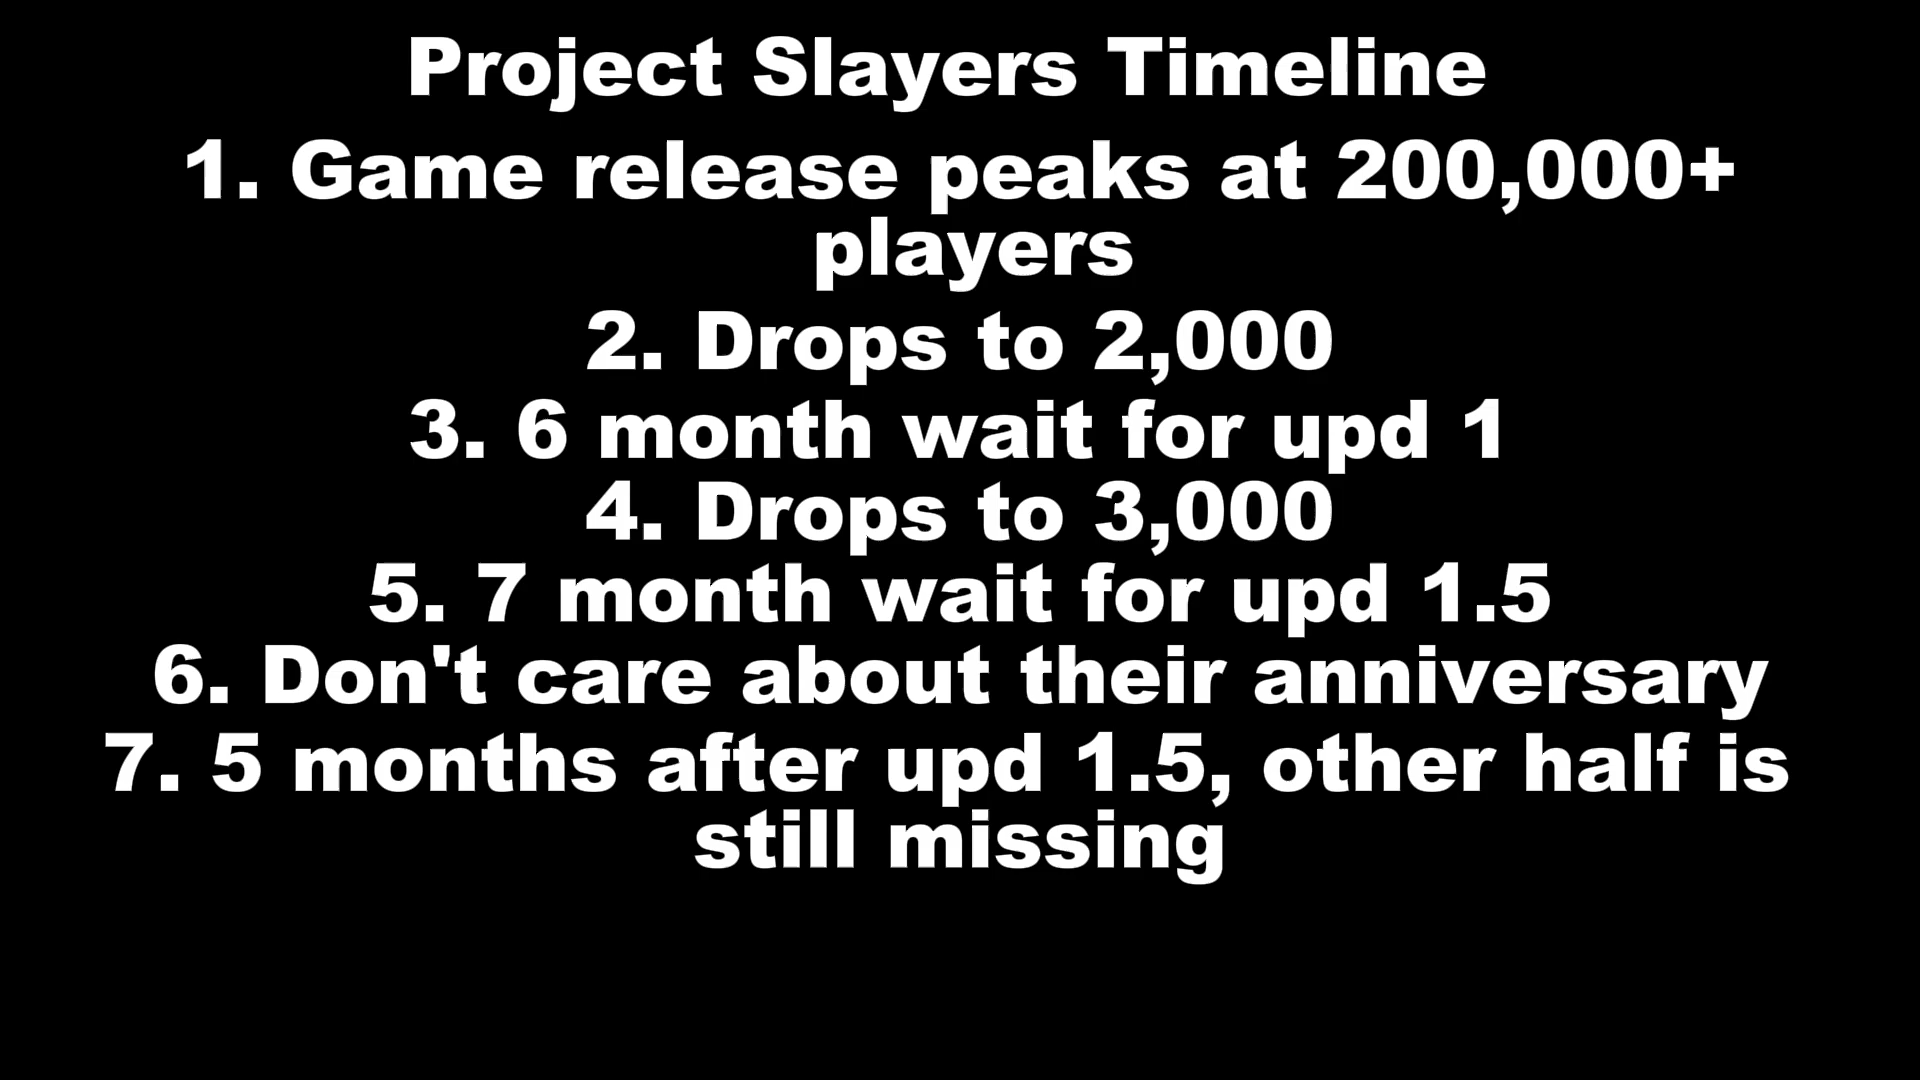 Project Slayers Timeline
1. Game release peaks at 200,000+
players
2. Drops to 2,000
3. 6 month wait for upd 1
4. Drops to 3,000
5. 7 month wait for upd 1.5
6. Don't care about their anniversary
7. 5 months after upd 1.5, other half is
still missing